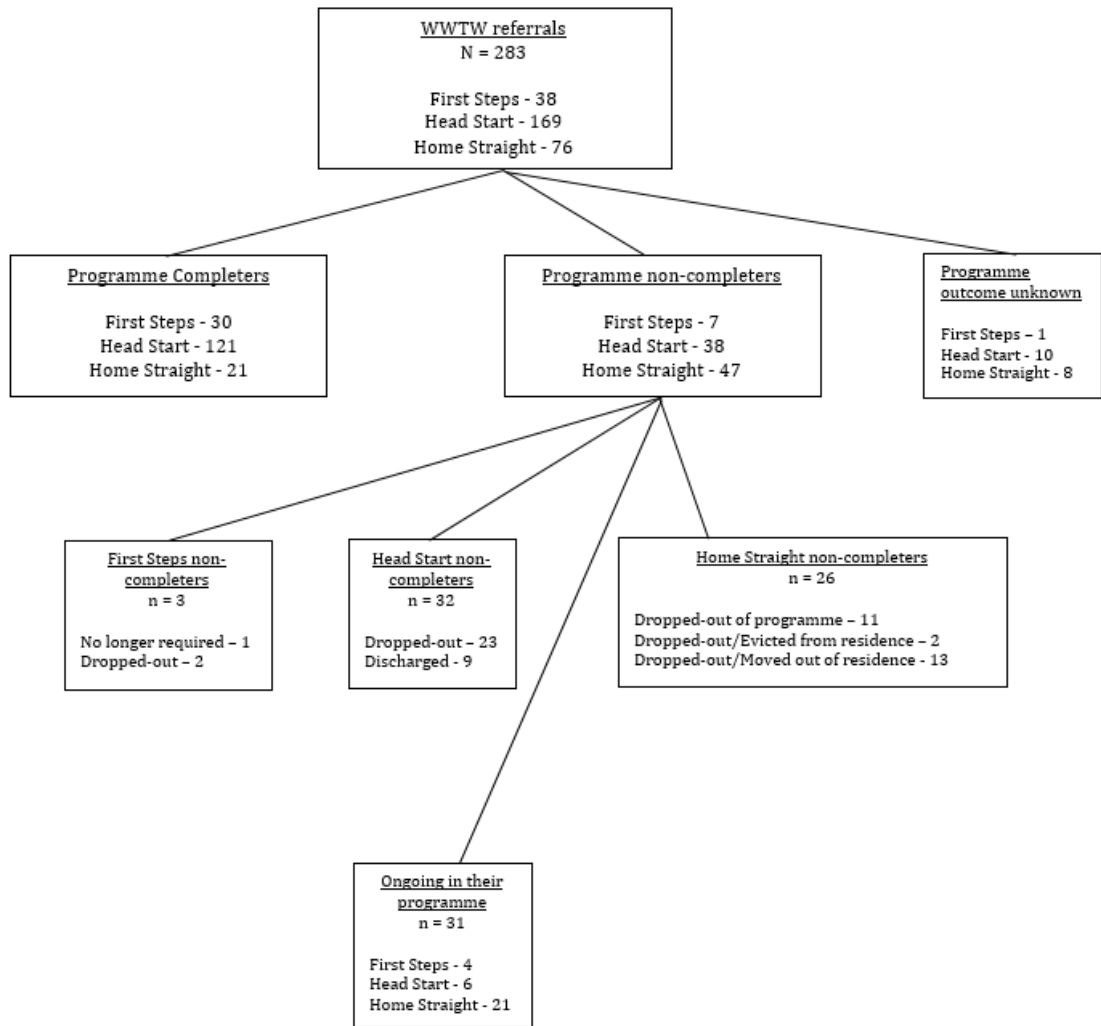 WWTW referrals
N = 283
First Steps - 38
Head Start - 169
Home Straight - 76
Programme Completers
First Steps - 30
Head Start - 121
Home Straight - 21
Programme non-completers
First Steps - 7
Head Start - 38
Home Straight - 47
Programme
outcome unknown
First Steps – 1
Head Start - 10
Home Straight - 8
First Steps non-
completers
n = 3
No longer required – 1
Dropped-out – 2
Head Start non-
completers
n = 32
Dropped-out – 23
Discharged - 9
Home Straight non-completers
n = 26
Dropped-out of programme – 11
Dropped-out/Evicted from residence – 2
Dropped-out/Moved out of residence - 13
Ongoing in their
programme
n = 31
First Steps - 4
Head Start - 6
Home Straight - 21